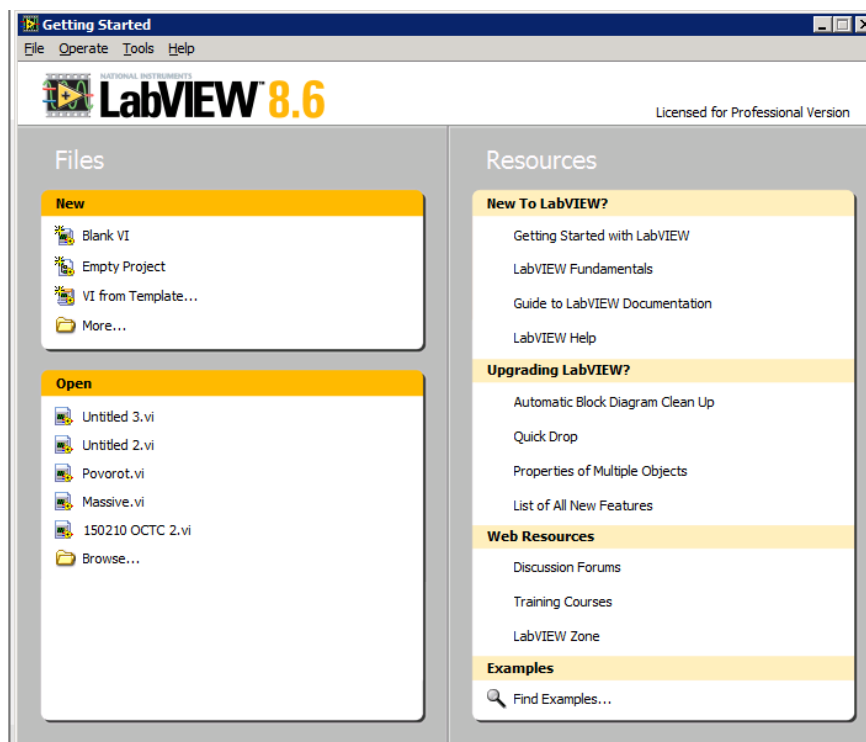 Getting Started
File Operate Tools Help
NATIONAL INSTRUMENTS
LabVIEW™ 8.6
Licensed for Professional Version
Files
New
Blank VI
Empty Project
VI from Template...
More...
Open
Untitled 3.vi
Untitled 2.vi
Povorot.vi
Massive.vi
150210 OCTC 2.vi
Browse...
Resources
New To LabVIEW?
Getting Started with LabVIEW
LabVIEW Fundamentals
Guide to LabVIEW Documentation
LabVIEW Help
Upgrading LabVIEW?
Automatic Block Diagram Clean Up
Quick Drop
Properties of Multiple Objects
List of All New Features
Web Resources
Discussion Forums
Training Courses
LabVIEW Zone
Examples
Find Examples...